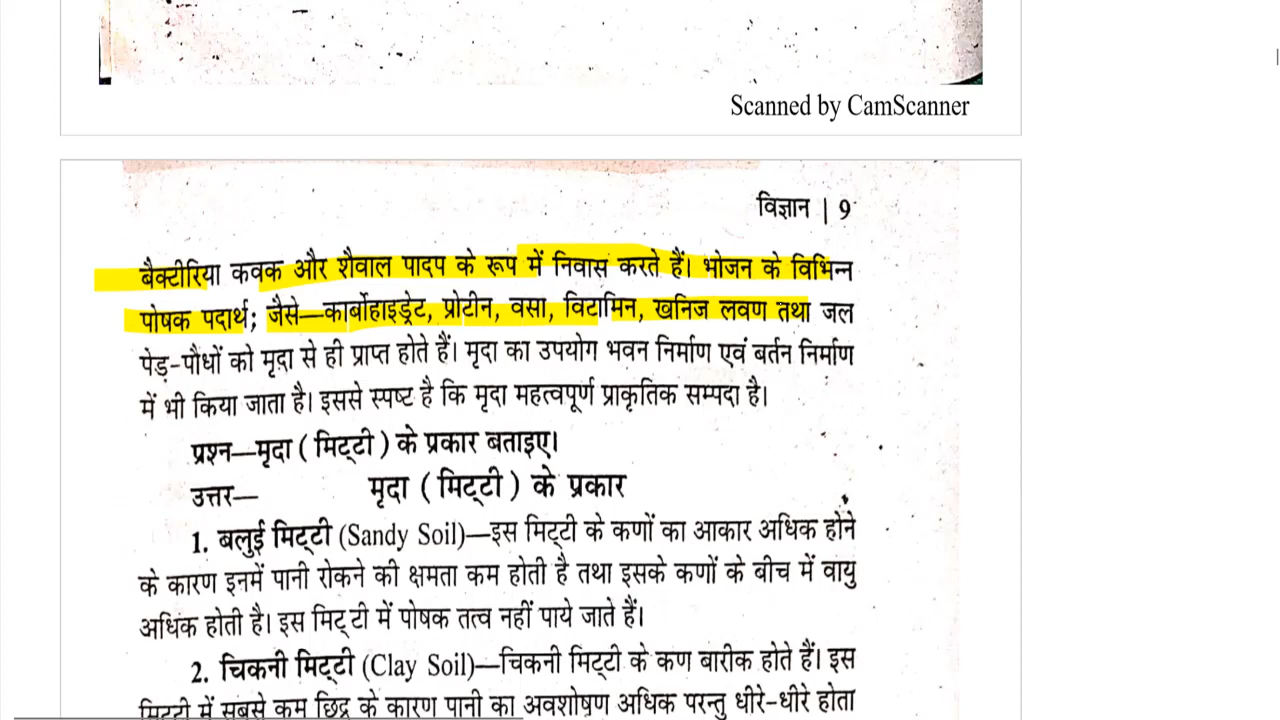 Scanned by CamScanner
विज्ञान | 9
बैक्टीरिया कवक और शैवाल पादप के रूप में निवास करते हैं। भोजन के विभिन्न
पोषक पदार्थ; जैसे—कार्बोहाइड्रेट, प्रोटीन, वसा, विटामिन, खनिज लवण तथा जल
पेड़-पौधों को मृदा से ही प्राप्त होते हैं। मृदा का उपयोग भवन निर्माण एवं बर्तन निर्माण
में भी किया जाता है। इससे स्पष्ट है कि मृदा महत्वपूर्ण प्राकृतिक सम्पदा है।
प्रश्न—मृदा ( मिट्टी ) के प्रकार बताइए।
उत्तर— मृदा ( मिट्टी ) के प्रकार
1. बलुई मिट्टी (Sandy Soil)—इस मिट्टी के कणों का आकार अधिक होने
के कारण इनमें पानी रोकने की क्षमता कम होती है तथा इसके कणों के बीच में वायु
अधिक होती है। इस मिट्टी में पोषक तत्व नहीं पाये जाते हैं।
2. चिकनी मिट्टी (Clay Soil)—चिकनी मिट्टी के कण बारीक होते हैं। इस
मिट्टी में सबसे कम छिद्र के कारण पानी का अवशोषण अधिक परन्तु धीरे-धीरे होता